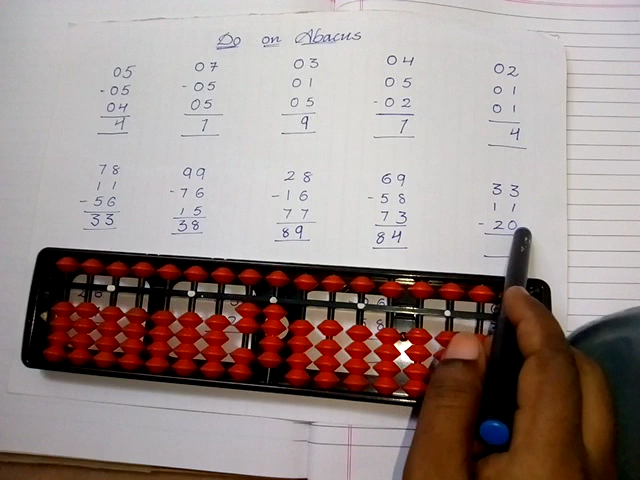 Do on Abacus
05 07 03 04 02
-05 -05 01 05 01
04 05 05 -02 01
4 7 9 7 4
78 99 28 69 33
11 -76 -16 -58 11
-56 15 77 73 -20
33 38 89 84